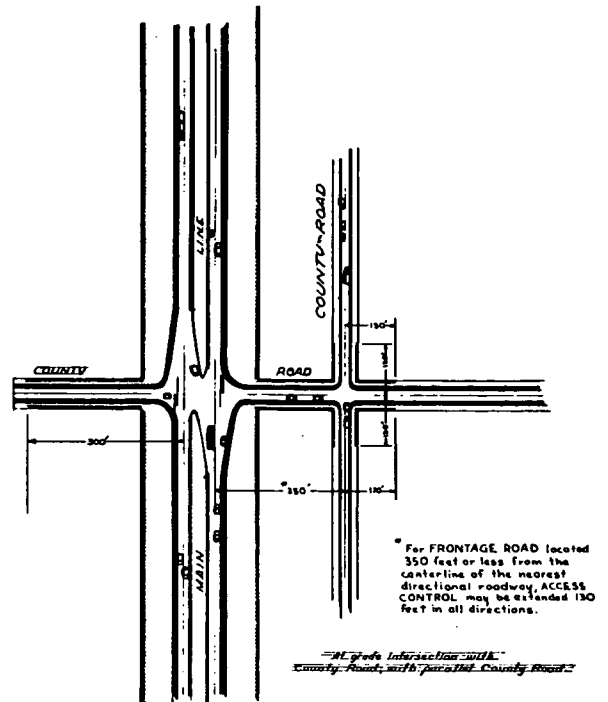 LINE
COUNTY ROAD
130'
COUNTY
ROAD
130'
130'
300'
*350'
130'
MAIN
* For FRONTAGE ROAD located
350 feet or less from the
centerline of the nearest
directional roadway, ACCESS
CONTROL may be extended 130
feet in all directions.
At grade Intersection with
County Road, with parallel County Road